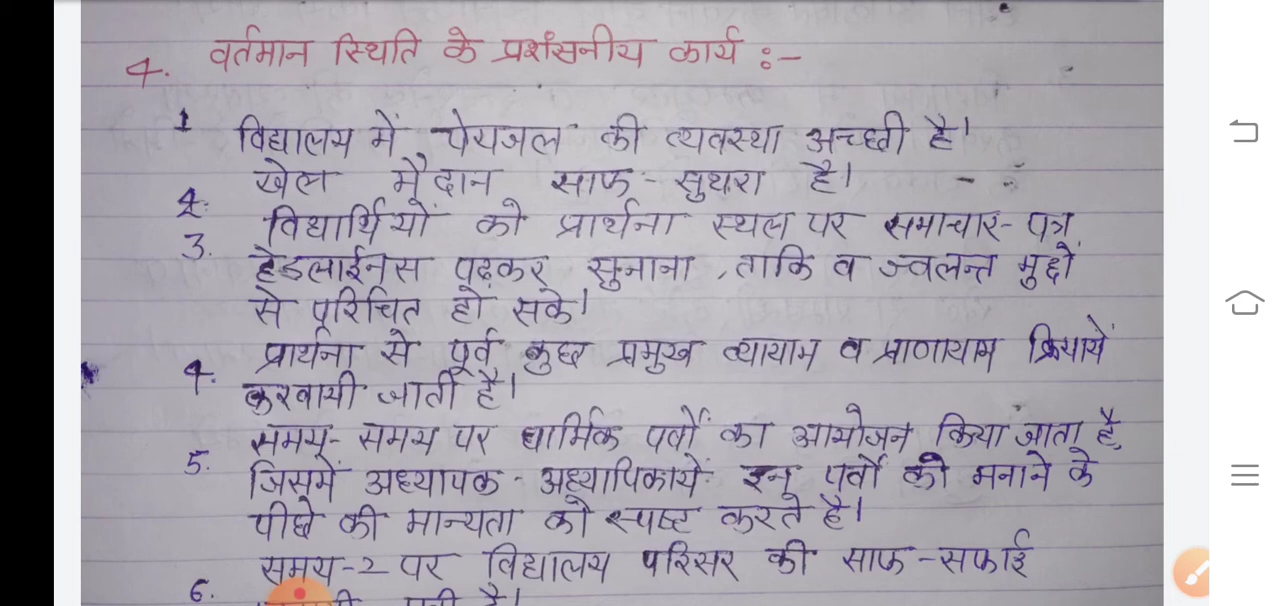 4. वर्तमान स्थिति के प्रशंसनीय कार्य :-
1 विद्यालय में पेयजल की व्यवस्था अच्छी है।
2. खेल मैदान साफ-सुथरा है।
3. विद्यार्थियों को प्रार्थना स्थल पर समाचार-पत्र
हेडलाईनस पढ़कर सुनाना, ताकि व ज्वलन्त मुद्दों
से परिचित हो सके।
4. प्रार्थना से पूर्व कुछ प्रमुख व्यायाम व प्राणायाम क्रियायें
करवायी जाती है।
5. समय-समय पर धार्मिक पर्वों का आयोजन किया जाता है,
जिसमें अध्यापक-अध्यापिकायें इन पर्वों की मनाने के
पीछे की मान्यता को स्पष्ट करते है।
6. समय-2 पर विद्यालय परिसर की साफ-सफाई
है।